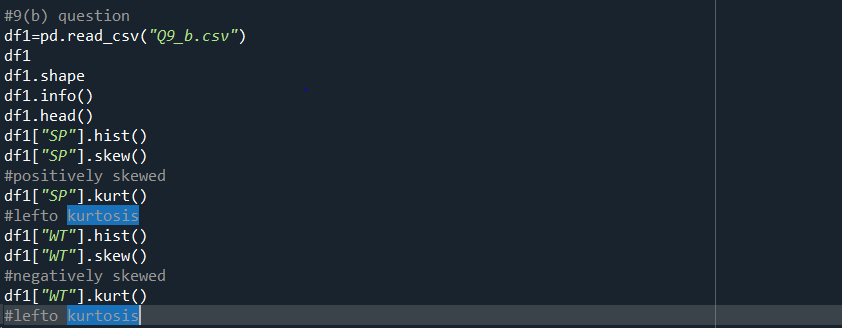 #9(b) question
df1=pd.read_csv("Q9_b.csv")
df1
df1.shape
df1.info()
df1.head()
df1["SP"].hist()
df1["SP"].skew()
#positively skewed
df1["SP"].kurt()
#lefto kurtosis
df1["WT"].hist()
df1["WT"].skew()
#negatively skewed
df1["WT"].kurt()
#lefto kurtosis